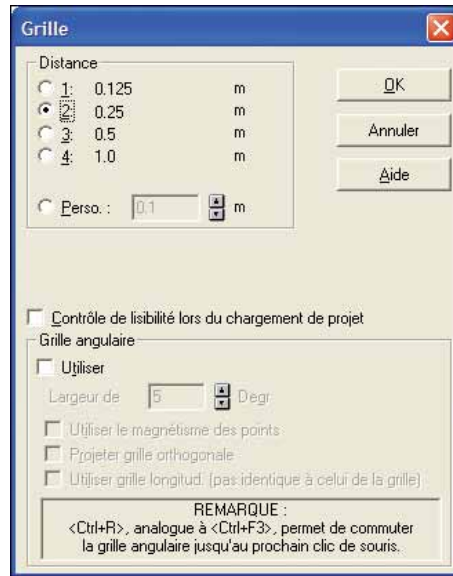 Grille
Distance
1: 0.125 m
2: 0.25 m
3: 0.5 m
4: 1.0 m
Perso. : 0.1 m
OK
Annuler
Aide
Contrôle de lisibilité lors du chargement de projet
Grille angulaire
Utiliser
Largeur de 5 Degr
Utiliser le magnétisme des points
Projeter grille orthogonale
Utiliser grille longitud. (pas identique à celui de la grille)
REMARQUE :
<Ctrl+R>, analogue à <Ctrl+F3>, permet de commuter
la grille angulaire jusqu'au prochain clic de souris.